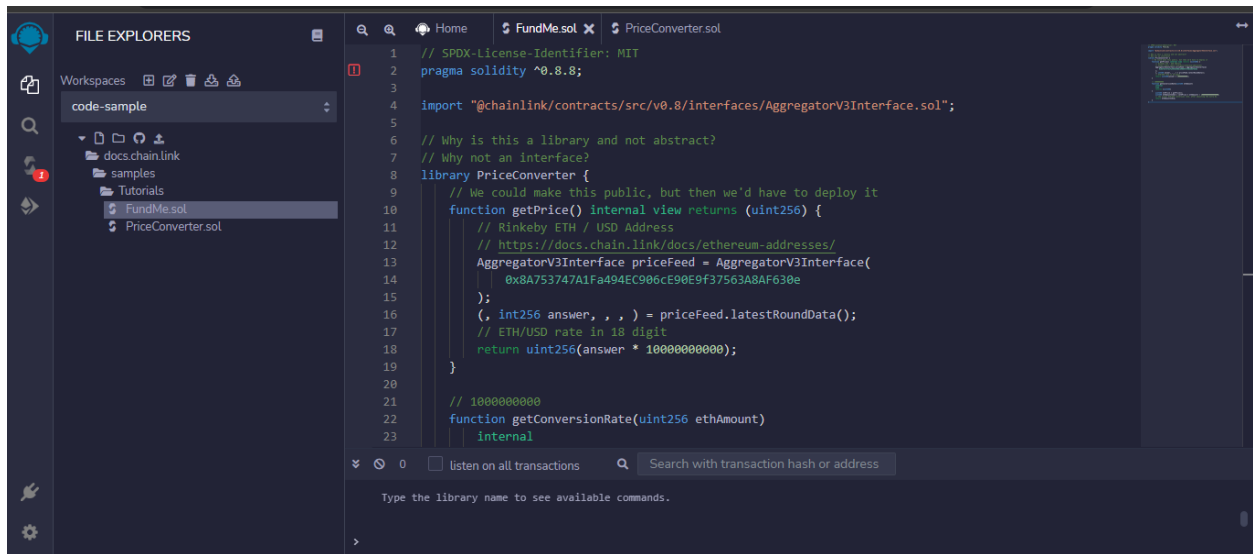 FILE EXPLORERS
Workspaces
code-sample
docs.chain.link
samples
Tutorials
FundMe.sol
PriceConverter.sol
1
Home
FundMe.sol
PriceConverter.sol
1 // SPDX-License-Identifier: MIT
2 pragma solidity ^0.8.8;
3
4 import "@chainlink/contracts/src/v0.8/interfaces/AggregatorV3Interface.sol";
5
6 // Why is this a library and not abstract?
7 // Why not an interface?
8 library PriceConverter {
9 // We could make this public, but then we'd have to deploy it
10 function getPrice() internal view returns (uint256) {
11 // Rinkeby ETH / USD Address
12 // https://docs.chain.link/docs/ethereum-addresses/
13 AggregatorV3Interface priceFeed = AggregatorV3Interface(
14 0x8A753747A1Fa494EC906cE90E9f37563A8AF630e
15 );
16 (, int256 answer, , , ) = priceFeed.latestRoundData();
17 // ETH/USD rate in 18 digit
18 return uint256(answer * 10000000000);
19 }
20
21 // 1000000000
22 function getConversionRate(uint256 ethAmount)
23 internal
0 listen on all transactions Search with transaction hash or address
Type the library name to see available commands.
>